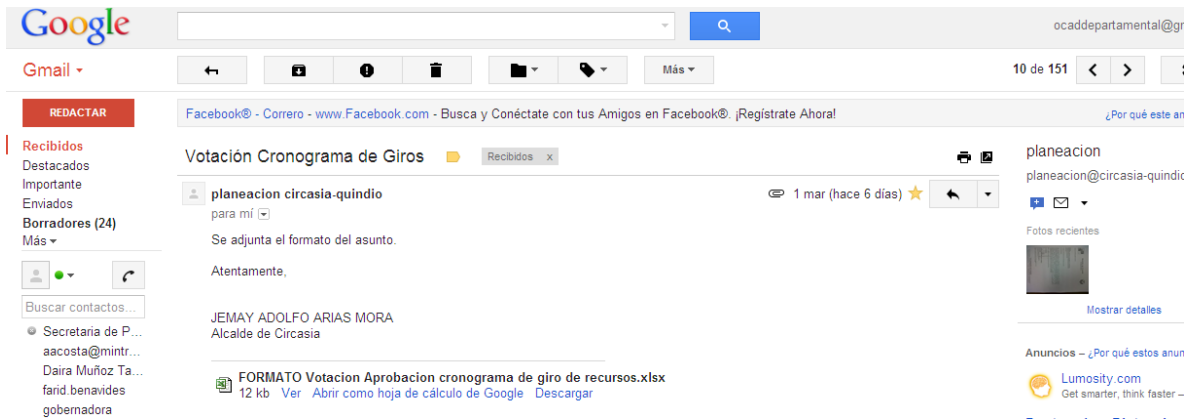 Google
ocaddepartamental@gm
Gmail
Más
10 de 151
REDACTAR
Facebook® - Correro - www.Facebook.com - Busca y Conéctate con tus Amigos en Facebook®. ¡Regístrate Ahora!
¿Por qué este an
Recibidos
Destacados
Importante
Enviados
Borradores (24)
Más
Votación Cronograma de Giros
Recibidos x
planeacion circasia-quindio
1 mar (hace 6 días)
para mí
Se adjunta el formato del asunto.
Atentamente,
JEMAY ADOLFO ARIAS MORA
Alcalde de Circasia
FORMATO Votacion Aprobacion cronograma de giro de recursos.xlsx
12 kb Ver Abrir como hoja de cálculo de Google Descargar
Buscar contactos...
Secretaria de P...
aacosta@mintr...
Daira Muñoz Ta...
farid.benavides
gobernadora
planeacion
planeacion@circasia-quindio
Fotos recientes
Mostrar detalles
Anuncios – ¿Por qué estos anun
Lumosity.com
Get smarter, think faster –